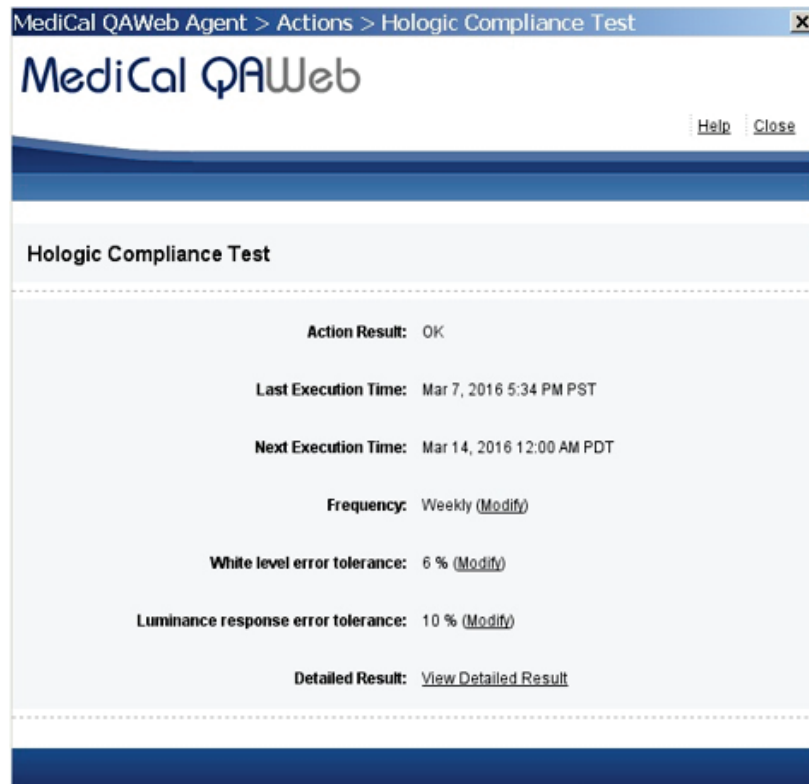 MediCal QAWeb Agent > Actions > Hologic Compliance Test
MediCal QAWeb
Help Close
Hologic Compliance Test
Action Result: OK
Last Execution Time: Mar 7, 2016 5:34 PM PST
Next Execution Time: Mar 14, 2016 12:00 AM PDT
Frequency: Weekly (Modify)
White level error tolerance: 6 % (Modify)
Luminance response error tolerance: 10 % (Modify)
Detailed Result: View Detailed Result